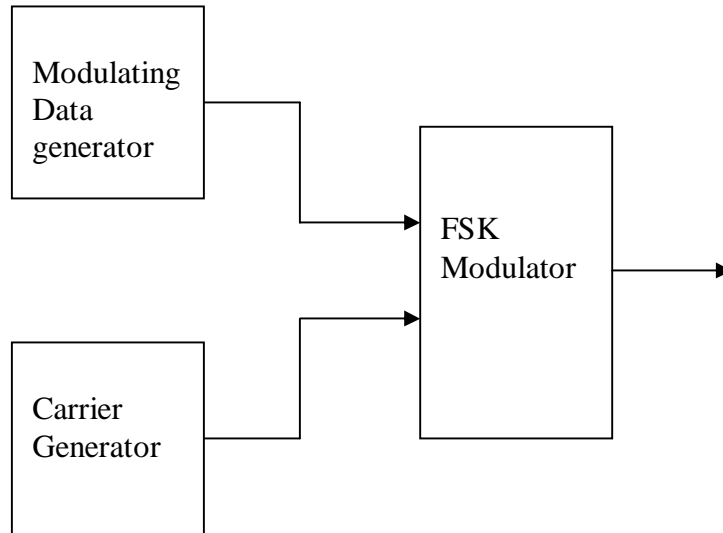 Modulating
Data
generator
FSK
Modulator
Carrier
Generator